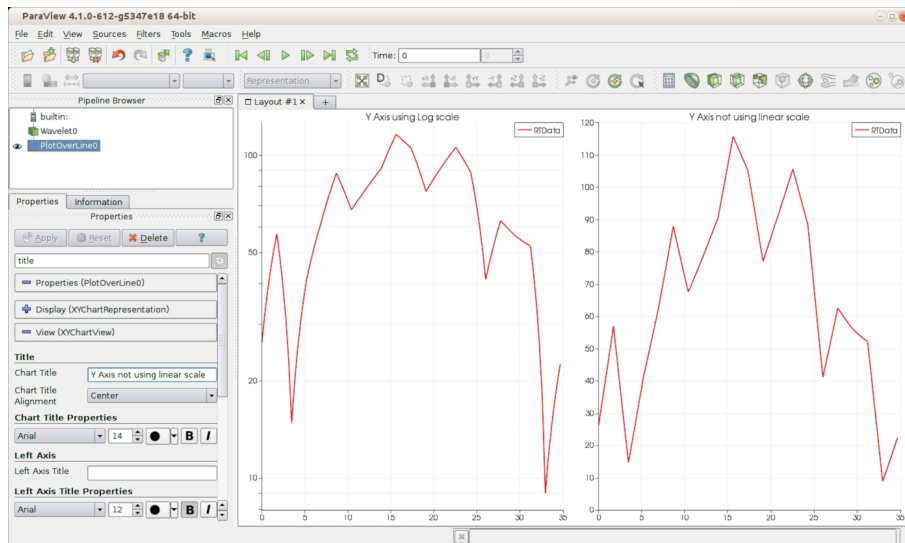 ParaView 4.1.0-612-g5347e18 64-bit
File Edit View Sources Filters Tools Macros Help
Time: 0 0
Representation
Pipeline Browser
builtin:
Wavelet0
PlotOverLine0
Properties Information
Properties
Apply Reset Delete ?
title
Properties (PlotOverLine0)
Display (XYChartRepresentation)
View (XYChartView)
Title
Chart Title Y Axis not using linear scale
Chart Title
Alignment Center
Chart Title Properties
Arial 14 B I
Left Axis
Left Axis Title
Left Axis Title Properties
Arial 12 B I
Layout #1 +
Y Axis using Log scale
RTData
100
50
20
10
0 5 10 15 20 25 30 35
Y Axis not using linear scale
RTData
120
110
100
90
80
70
60
50
40
30
20
10
0
0 5 10 15 20 25 30 35